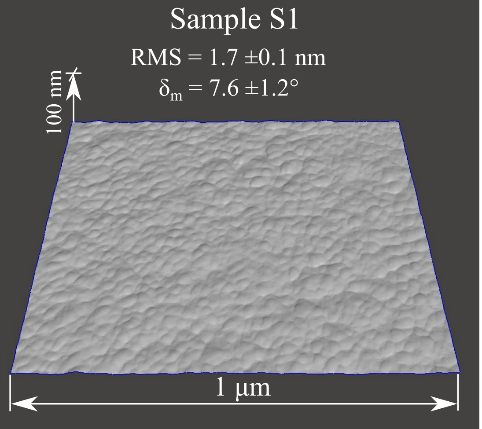 Sample S1
RMS = 1.7 ±0.1 nm
δm = 7.6 ±1.2°
100 nm
1 μm